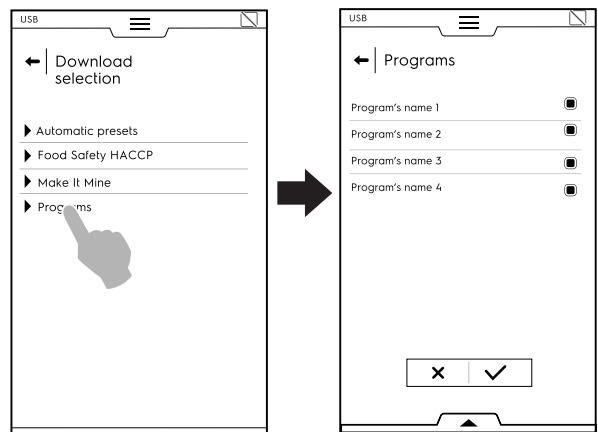 USB
Download
selection
Automatic presets
Food Safety HACCP
Make It Mine
Programs
USB
Programs
Program's name 1
Program's name 2
Program's name 3
Program's name 4